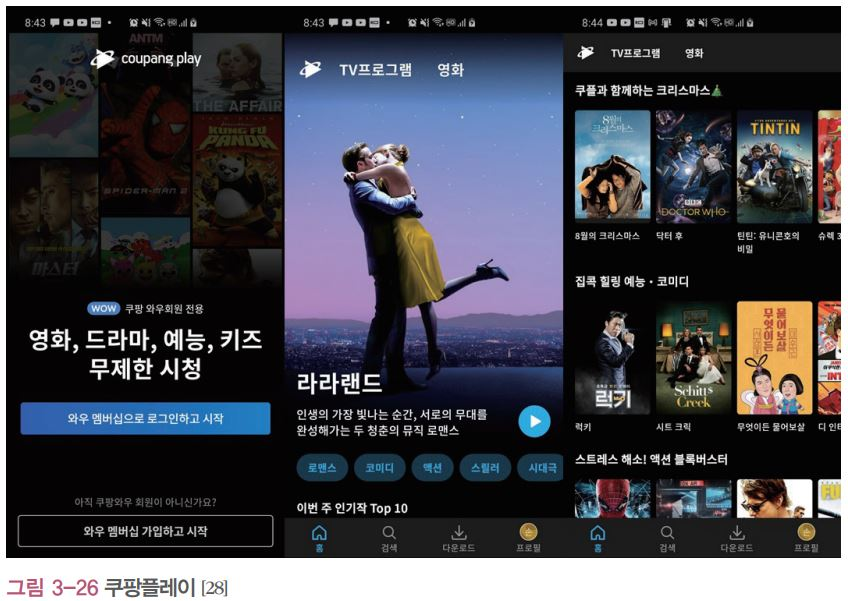 8:43
coupang play
ANTM
THE AFFAIR
KUNG FU
PANDA
SPIDER-MAN 2
마스터
WOW 쿠팡 와우회원 전용
영화, 드라마, 예능, 키즈
무제한 시청
와우 멤버십으로 로그인하고 시작
아직 쿠팡와우 회원이 아니신가요?
와우 멤버십 가입하고 시작
8:43
TV프로그램 영화
라라랜드
인생의 가장 빛나는 순간, 서로의 무대를
완성해가는 두 청춘의 뮤직 로맨스
로맨스 코미디 액션 스릴러 시대극
이번 주 인기작 Top 10
홈 검색 다운로드 프로필
8:44
TV프로그램 영화
쿠플과 함께하는 크리스마스🎄
8월의
크리스마스
BBC
DOCTOR WHO
TINTIN
8월의 크리스마스 닥터 후 틴틴: 유니콘호의 슈렉 3
비밀
집콕 힐링 예능 · 코미디
럭키
Schitt's
Creek
무엇이든
물어보살
럭키 시트 크릭 무엇이든 물어보살 디 인터
스트레스 해소! 액션 블록버스터
홈 검색 다운로드 프로필
그림 3-26 쿠팡플레이 [28]